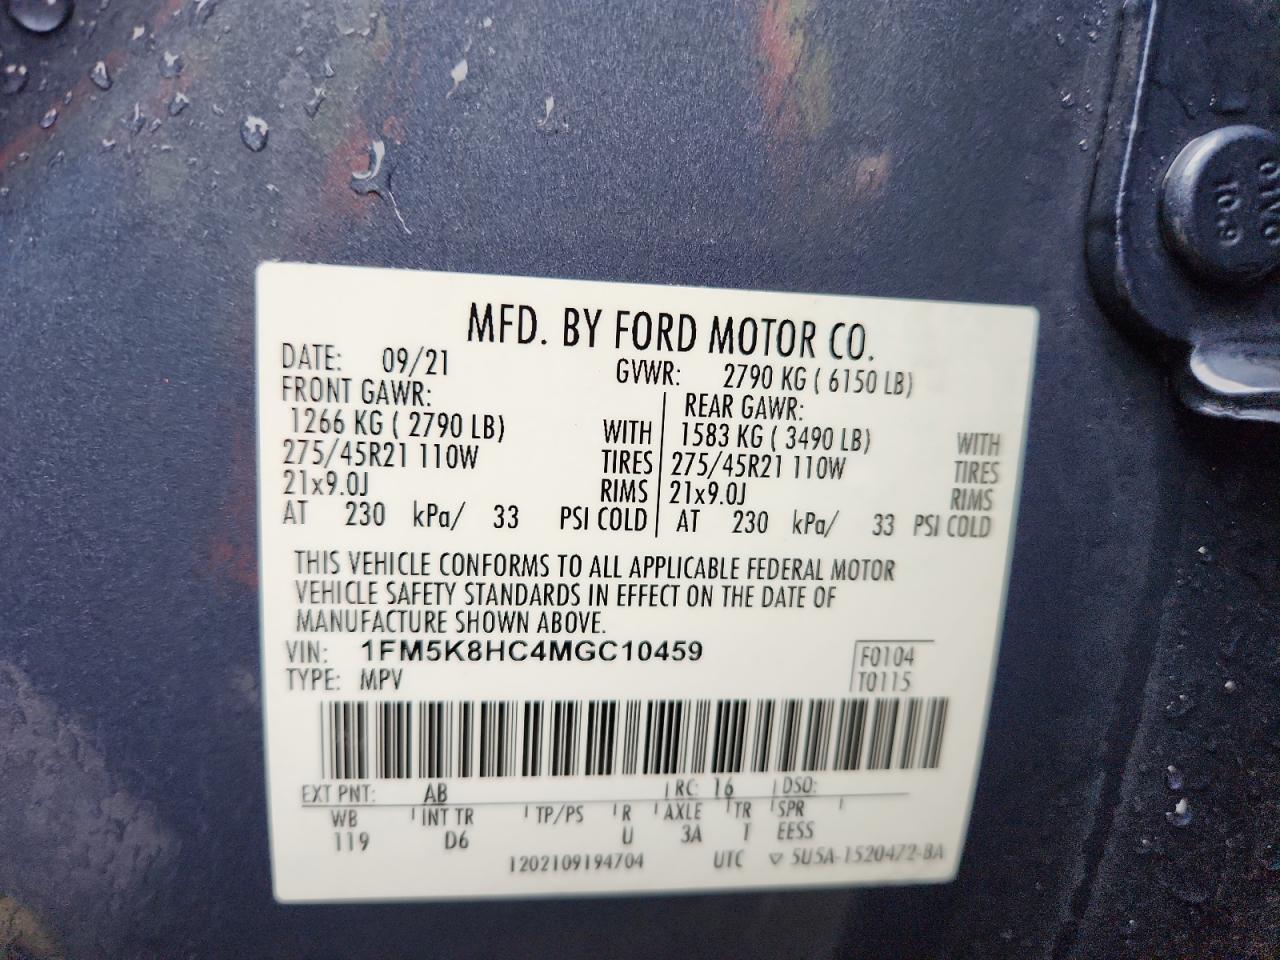 MFD. BY FORD MOTOR CO.
DATE: 09/21 GVWR: 2790 KG ( 6150 LB)
FRONT GAWR: REAR GAWR:
1266 KG ( 2790 LB) WITH 1583 KG ( 3490 LB) WITH
275/45R21 110W TIRES 275/45R21 110W TIRES
21x9.0J RIMS 21x9.0J RIMS
AT 230 kPa/ 33 PSI COLD AT 230 kPa/ 33 PSI COLD
THIS VEHICLE CONFORMS TO ALL APPLICABLE FEDERAL MOTOR
VEHICLE SAFETY STANDARDS IN EFFECT ON THE DATE OF
MANUFACTURE SHOWN ABOVE.
VIN: 1FM5K8HC4MGC10459 F0104
TYPE: MPV T0115
EXT PNT: AB RC: 16 DSO:
WB INT TR TP/PS R AXLE TR SPR
119 D6 U 3A T EESS
1202109194704 UTC ▽ 5U5A-1520472-BA
10.9